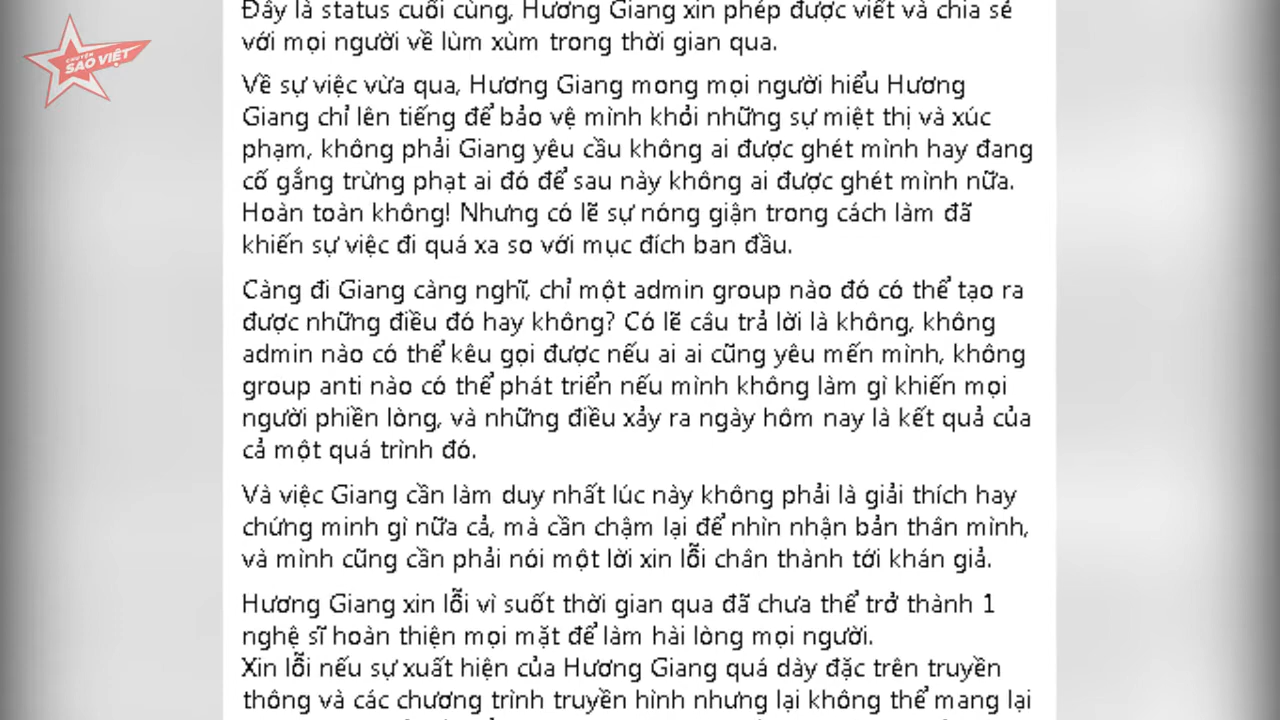 CHUYỆN
SAO VIỆT
Đây là status cuối cùng, Hương Giang xin phép được viết và chia sẻ
với mọi người về lùm xùm trong thời gian qua.
Về sự việc vừa qua, Hương Giang mong mọi người hiểu Hương
Giang chỉ lên tiếng để bảo vệ mình khỏi những sự miệt thị và xúc
phạm, không phải Giang yêu cầu không ai được ghét mình hay đang
cố gắng trừng phạt ai đó để sau này không ai được ghét mình nữa.
Hoàn toàn không! Nhưng có lẽ sự nóng giận trong cách làm đã
khiến sự việc đi quá xa so với mục đích ban đầu.
Càng đi Giang càng nghĩ, chỉ một admin group nào đó có thể tạo ra
được những điều đó hay không? Có lẽ câu trả lời là không, không
admin nào có thể kêu gọi được nếu ai ai cũng yêu mến mình, không
group anti nào có thể phát triển nếu mình không làm gì khiến mọi
người phiền lòng, và những điều xảy ra ngày hôm nay là kết quả của
cả một quá trình đó.
Và việc Giang cần làm duy nhất lúc này không phải là giải thích hay
chứng minh gì nữa cả, mà cần chậm lại để nhìn nhận bản thân mình,
và mình cũng cần phải nói một lời xin lỗi chân thành tới khán giả.
Hương Giang xin lỗi vì suốt thời gian qua đã chưa thể trở thành 1
nghệ sĩ hoàn thiện mọi mặt để làm hài lòng mọi người.
Xin lỗi nếu sự xuất hiện của Hương Giang quá dày đặc trên truyền
thông và các chương trình truyền hình nhưng lại không thể mang lại